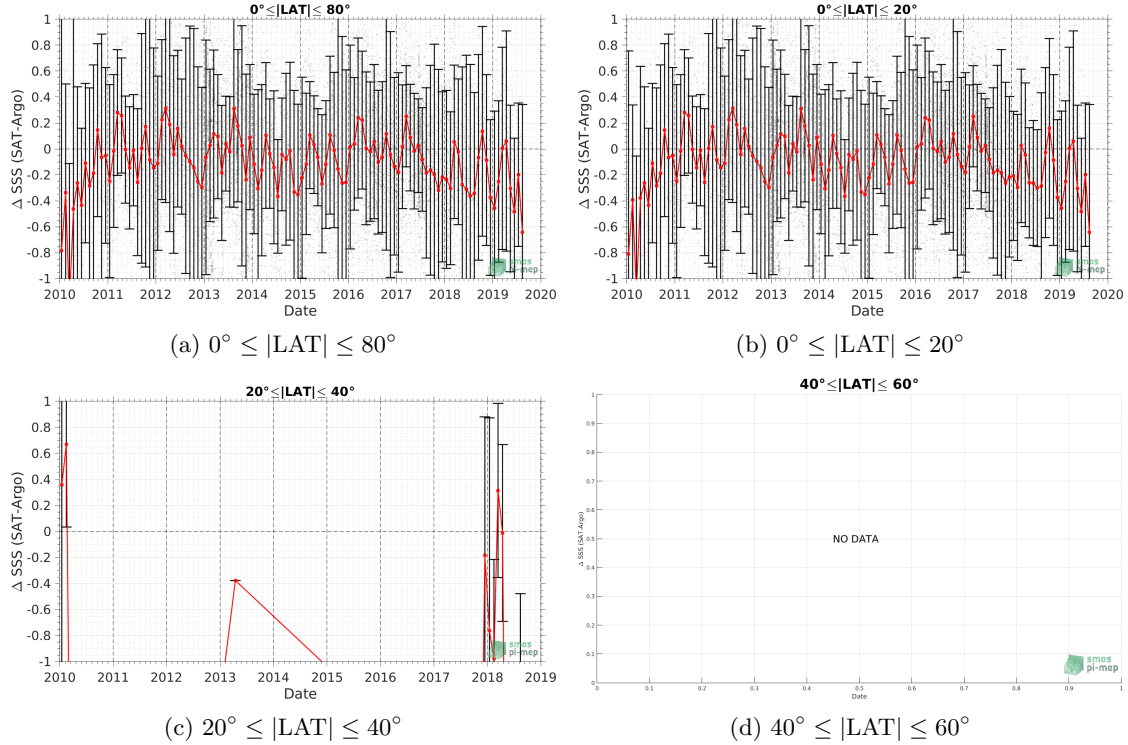 0°≤|LAT|≤ 80°
1
0.8
0.6
0.4
0.2
0
-0.2
-0.4
-0.6
-0.8
-1
Δ SSS (SAT-Argo)
2010 2011 2012 2013 2014 2015 2016 2017 2018 2019 2020
Date
smos
pi-mep
(a) 0° ≤ |LAT| ≤ 80°
0°≤|LAT|≤ 20°
1
0.8
0.6
0.4
0.2
0
-0.2
-0.4
-0.6
-0.8
-1
Δ SSS (SAT-Argo)
2010 2011 2012 2013 2014 2015 2016 2017 2018 2019 2020
Date
smos
pi-mep
(b) 0° ≤ |LAT| ≤ 20°
20°≤|LAT|≤ 40°
1
0.8
0.6
0.4
0.2
0
-0.2
-0.4
-0.6
-0.8
-1
Δ SSS (SAT-Argo)
2010 2011 2012 2013 2014 2015 2016 2017 2018 2019
Date
smos
pi-mep
(c) 20° ≤ |LAT| ≤ 40°
40°≤|LAT|≤ 60°
1
0.9
0.8
0.7
0.6
0.5
0.4
0.3
0.2
0.1
0
Δ SSS (SAT-Argo)
NO DATA
0 0.1 0.2 0.3 0.4 0.5 0.6 0.7 0.8 0.9 1
Date
smos
pi-mep
(d) 40° ≤ |LAT| ≤ 60°